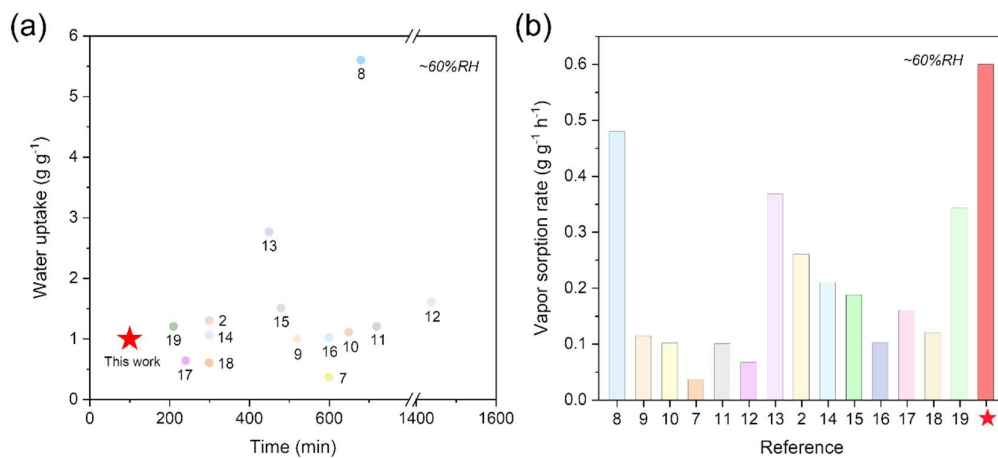 (a)
Water uptake (g g⁻¹)
6
5
4
3
2
1
0
~60%RH
8
13
2
14
15
19
17
18
This work
9
16
10
11
7
12
0 200 400 600 1400 1600
Time (min)
(b)
Vapor sorption rate (g g⁻¹ h⁻¹)
0.6
0.5
0.4
0.3
0.2
0.1
0.0
~60%RH
8 9 10 7 11 12 13 2 14 15 16 17 18 19
Reference